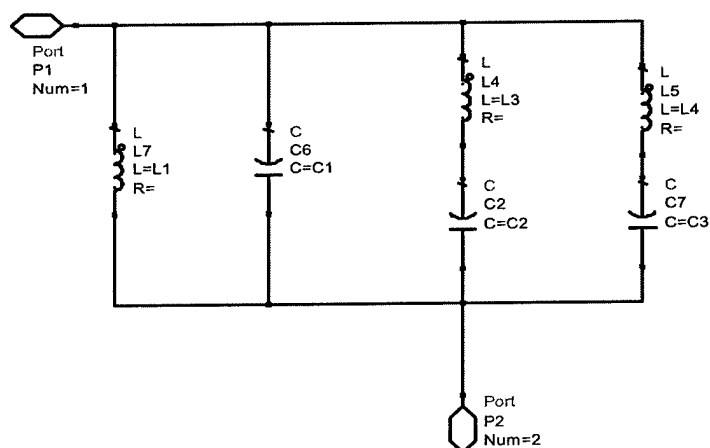 Port
P1
Num=1
L
L7
L=L1
R=
C
C6
C=C1
L
L4
L=L3
R=
C
C2
C=C2
L
L5
L=L4
R=
C
C7
C=C3
Port
P2
Num=2